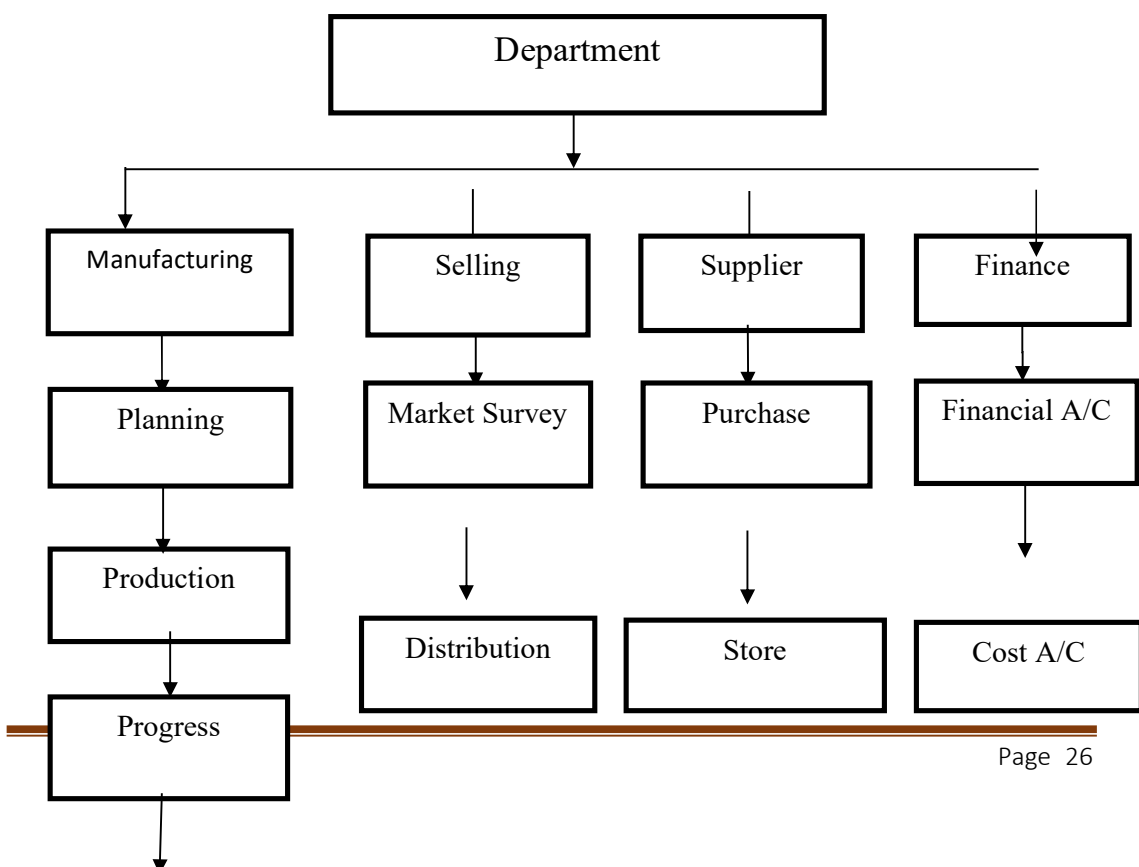 Department
Manufacturing
Selling
Supplier
Finance
Planning
Market Survey
Purchase
Financial A/C
Production
Distribution
Store
Cost A/C
Progress
Page 26